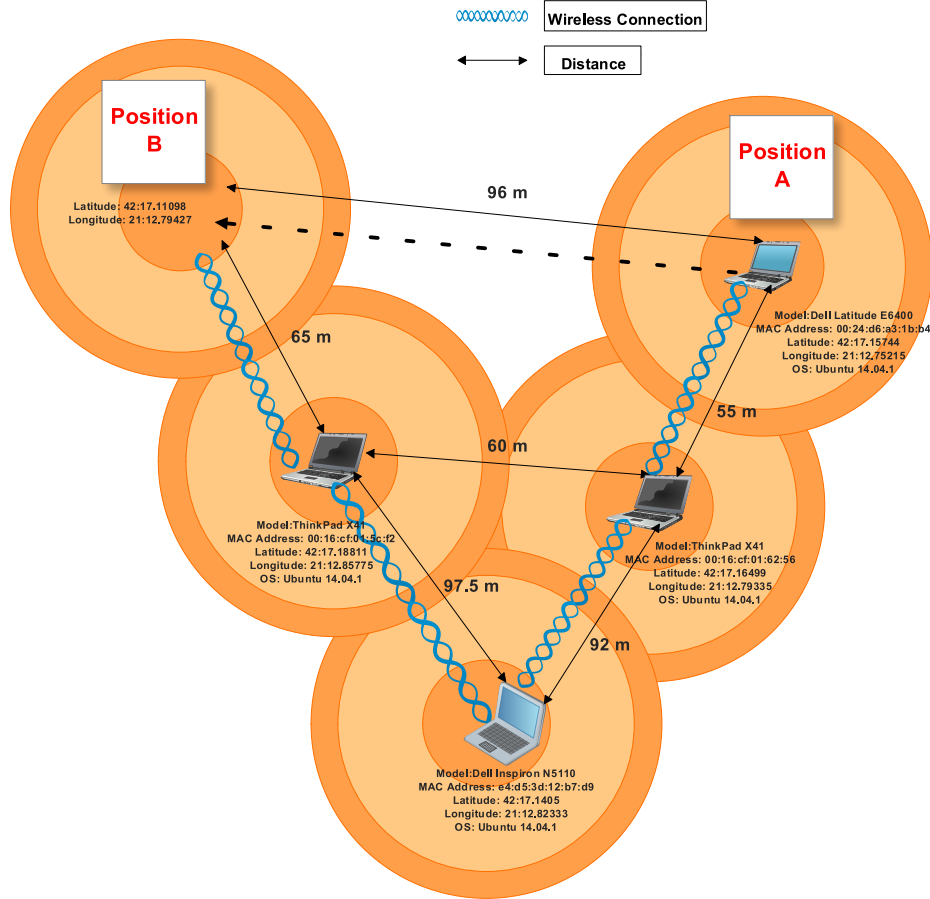 Wireless Connection
Distance
Position
B
Position
A
96 m
Latitude: 42:17.11098
Longitude: 21:12.79427
65 m
Model:Dell Latitude E6400
MAC Address: 00:24:d6:a3:1b:b4
Latitude: 42:17.15744
Longitude: 21:12.75215
OS: Ubuntu 14.04.1
55 m
60 m
Model:ThinkPad X41
MAC Address: 00:16:cf:01:5c:f2
Latitude: 42:17.18811
Longitude: 21:12.85775
OS: Ubuntu 14.04.1
Model:ThinkPad X41
MAC Address: 00:16:cf:01:62:56
Latitude: 42:17.16499
Longitude: 21:12.79335
OS: Ubuntu 14.04.1
97.5 m
92 m
Model:Dell Inspiron N5110
MAC Address: e4:d5:3d:12:b7:d9
Latitude: 42:17.1405
Longitude: 21:12.82333
OS: Ubuntu 14.04.1